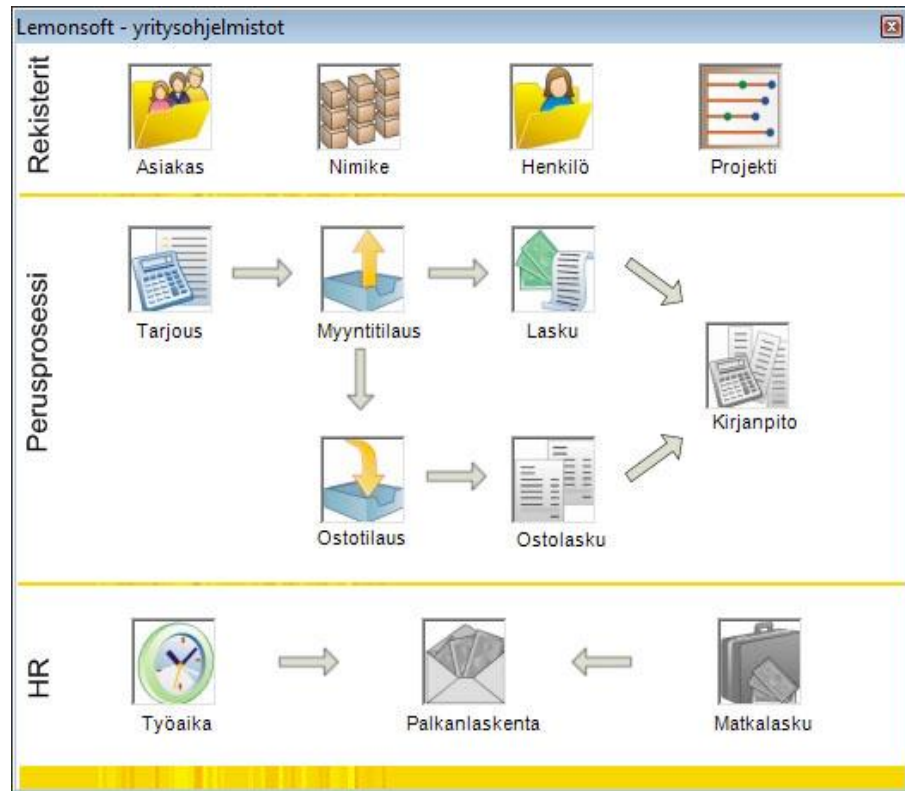 Lemonsoft - yritysohjelmistot
Rekisterit
Asiakas
Nimike
Henkilö
Projekti
Perusprosessi
Tarjous
Myyntitilaus
Lasku
Kirjanpito
Ostotilaus
Ostolasku
HR
Työaika
Palkanlaskenta
Matkalasku